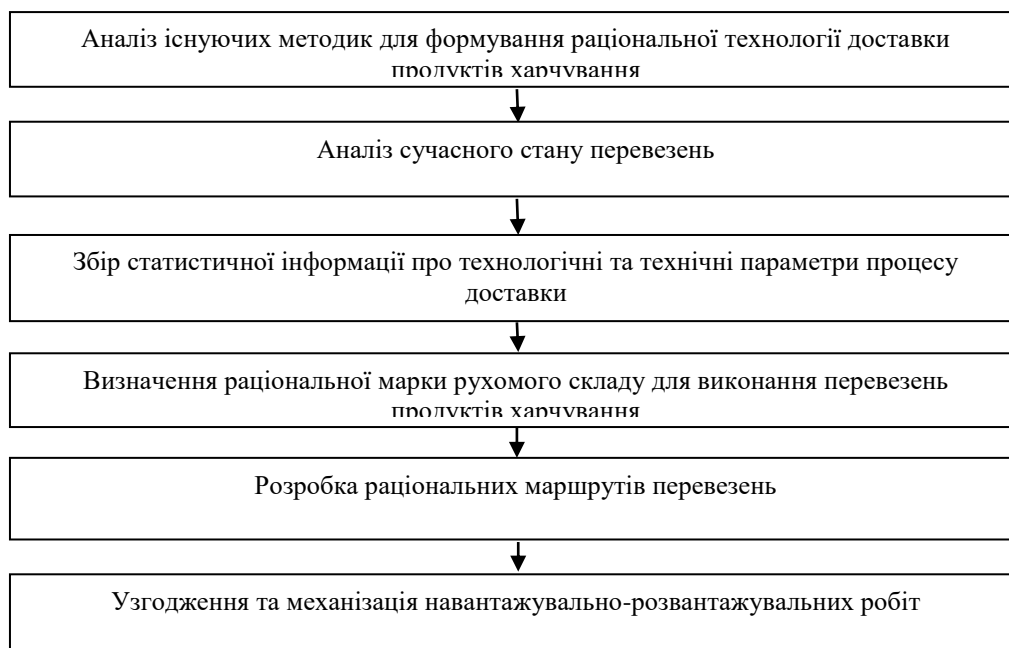 Аналіз існуючих методик для формування раціональної технології доставки
продуктів харчування
Аналіз сучасного стану перевезень
Збір статистичної інформації про технологічні та технічні параметри процесу
доставки
Визначення раціональної марки рухомого складу для виконання перевезень
продуктів харчування
Розробка раціональних маршрутів перевезень
Узгодження та механізація навантажувально-розвантажувальних робіт